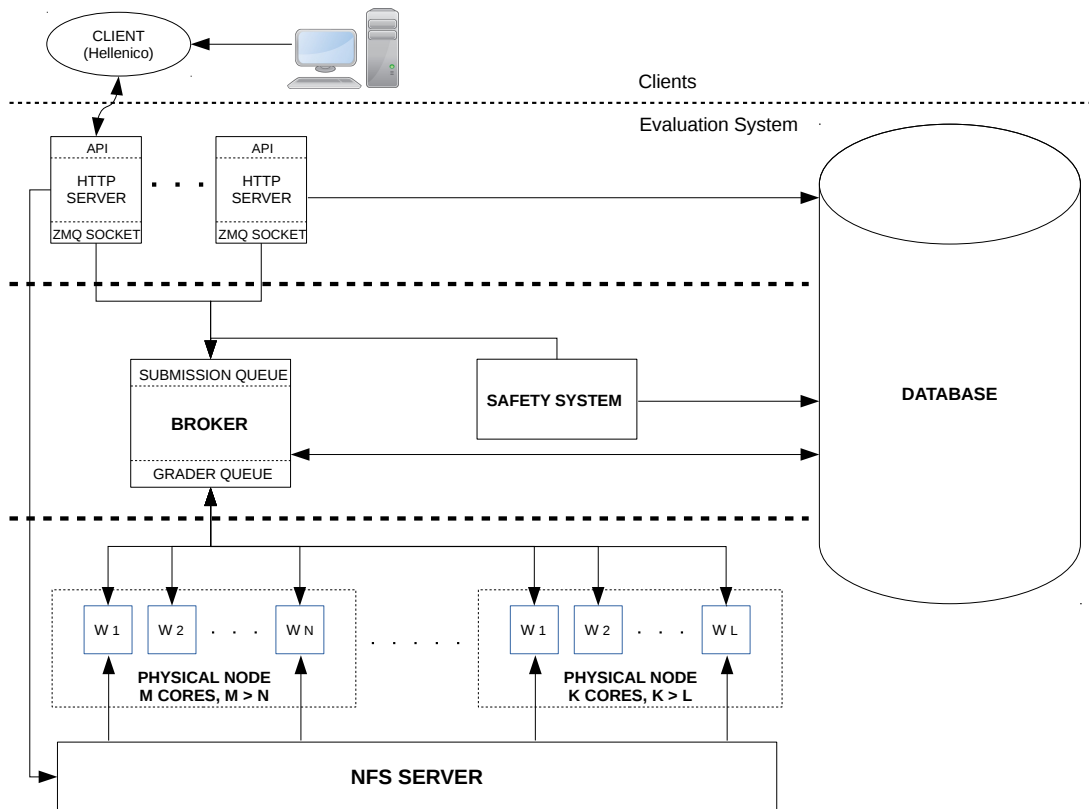 CLIENT
(Hellenico)
Clients
Evaluation System
API
HTTP
SERVER
ZMQ SOCKET
. . .
API
HTTP
SERVER
ZMQ SOCKET
SUBMISSION QUEUE
BROKER
GRADER QUEUE
SAFETY SYSTEM
DATABASE
W 1
W 2
. . .
W N
PHYSICAL NODE
M CORES, M > N
. . . . .
W 1
W 2
. . .
W L
PHYSICAL NODE
K CORES, K > L
NFS SERVER